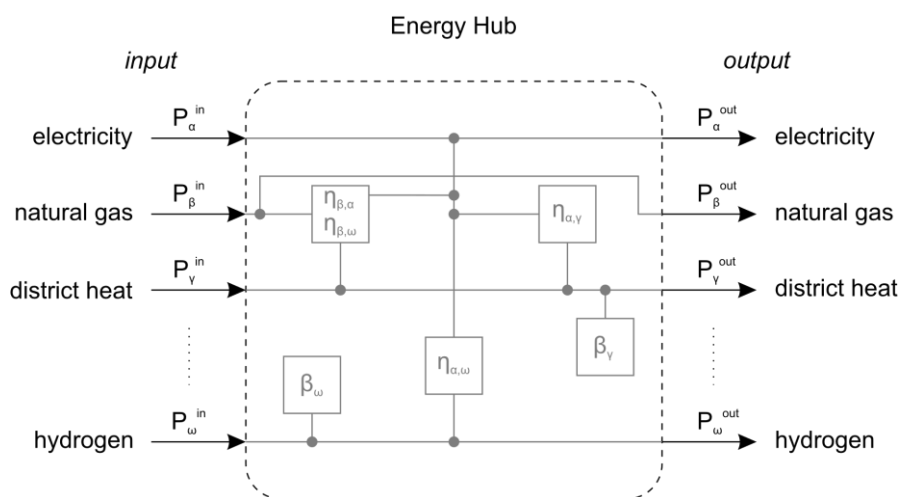 Energy Hub
input output
P_α^in P_α^out
electricity electricity
P_β^in P_β^out
η_β,α
η_β,ω
η_α,γ
natural gas natural gas
P_γ^in P_γ^out
district heat district heat
β_γ
η_α,ω
β_ω
P_ω^in P_ω^out
hydrogen hydrogen